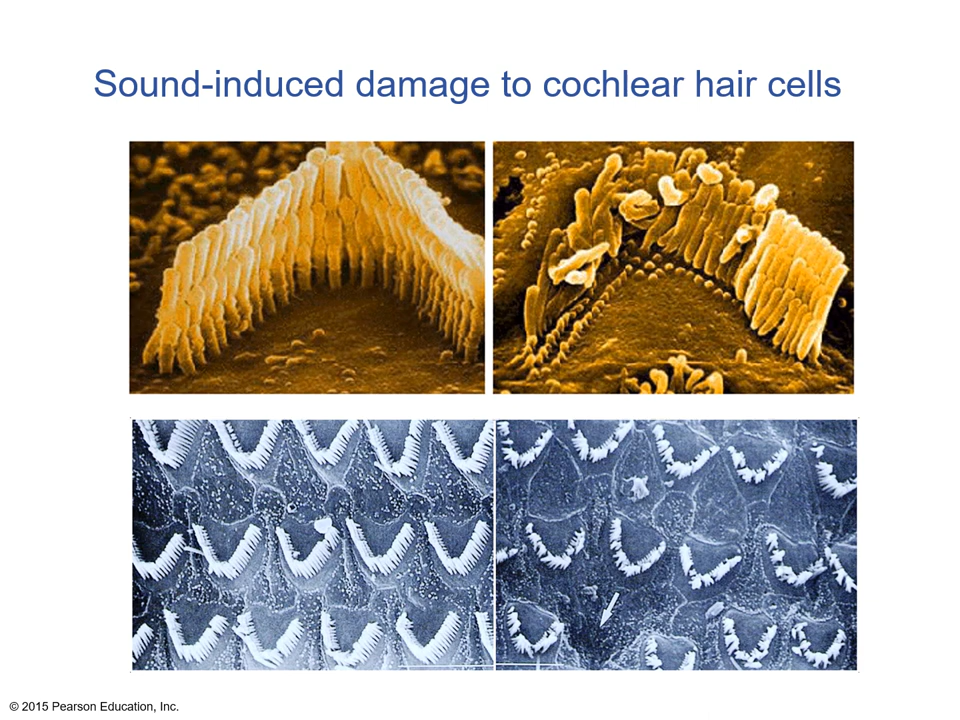 Sound-induced damage to cochlear hair cells
© 2015 Pearson Education, Inc.